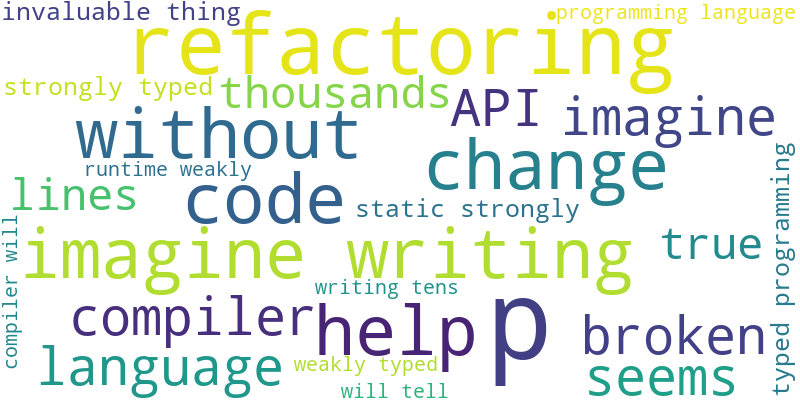 invaluable thing
programming language
refactoring
strongly typed
thousands
API
imagine
without
change
runtime weakly
code
lines
static strongly
typed programming
compiler will
imagine writing
true
writing tens
compiler
help
p
broken
language
weakly typed
seems
will tell